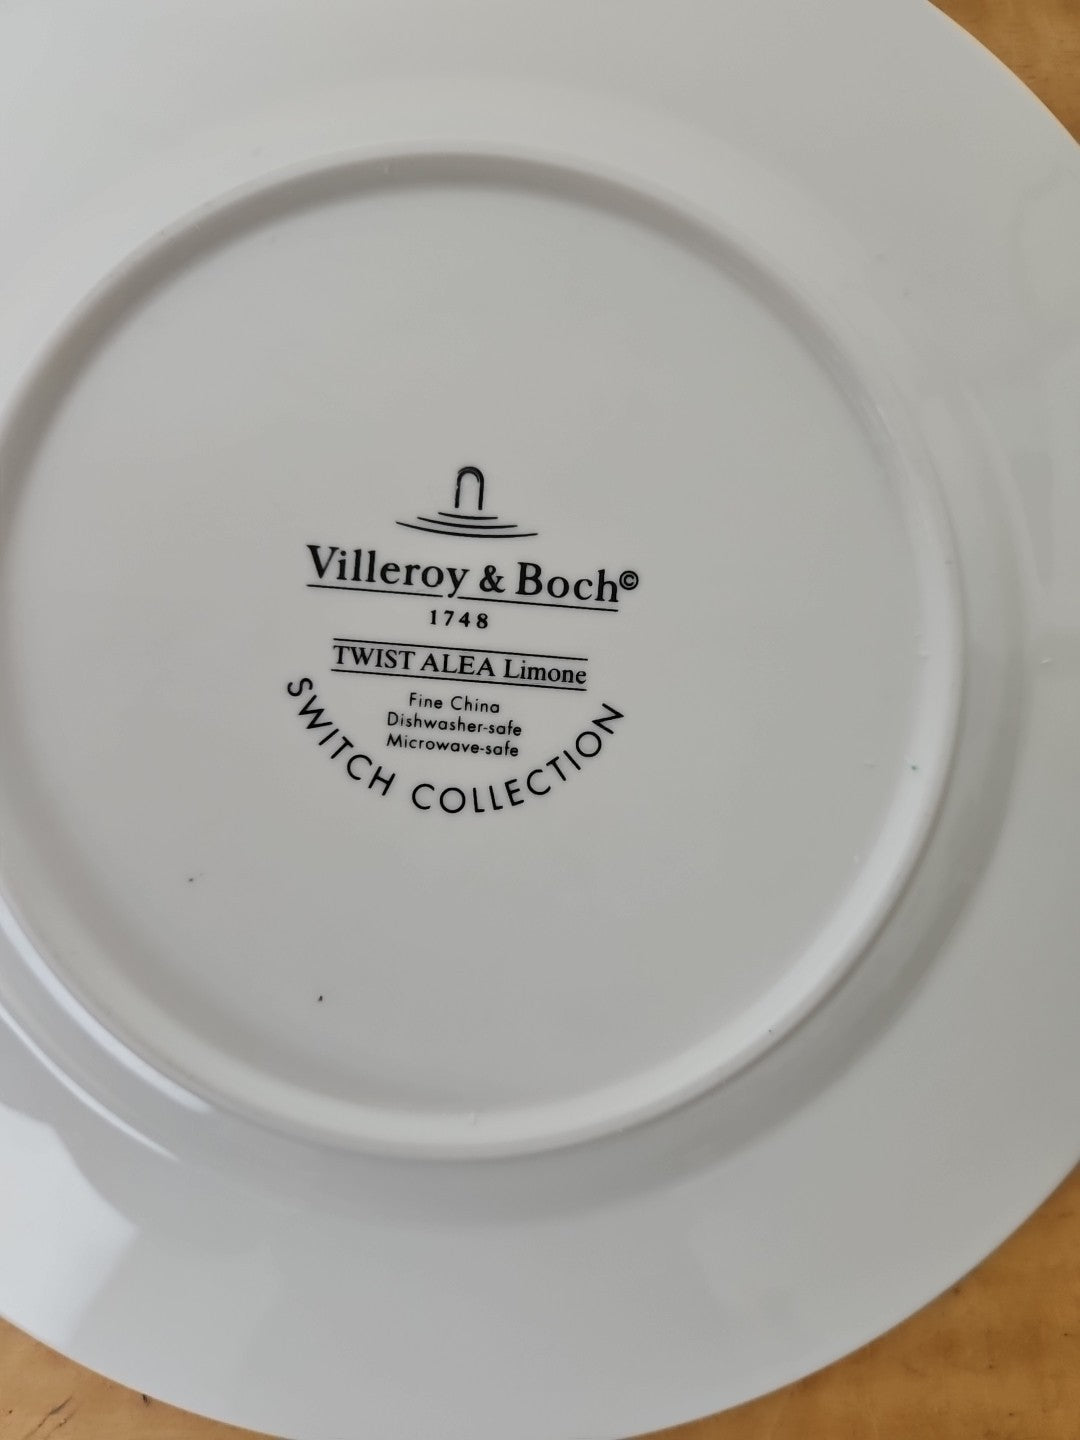 Villeroy & Boch©
1748
TWIST ALEA Limone
Fine China
Dishwasher-safe
Microwave-safe
SWITCH COLLECTION